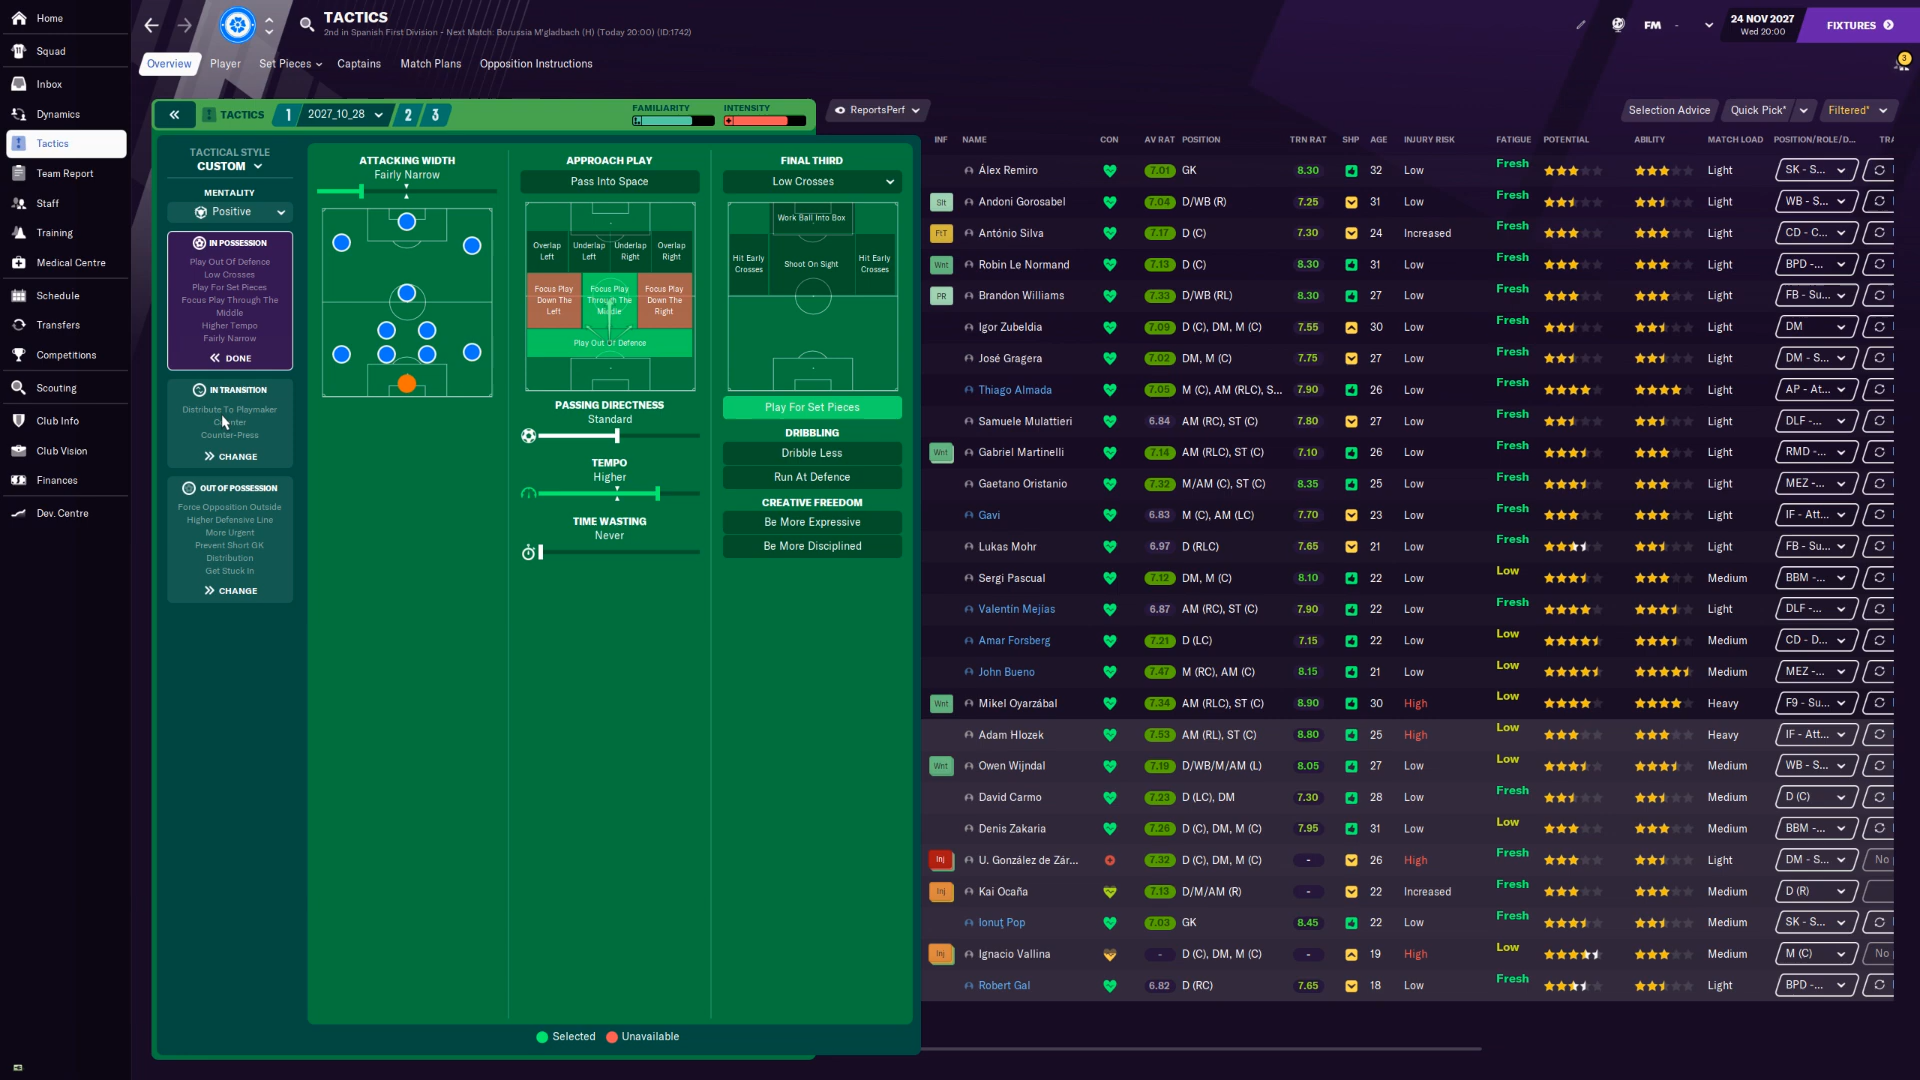 Home
Squad
Inbox
Dynamics
Tactics
Team Report
Staff
Training
Medical Centre
Schedule
Transfers
Competitions
Scouting
Club Info
Club Vision
Finances
Dev. Centre
TACTICS
2nd in Spanish First Division - Next Match: Borussia M'gladbach (H) (Today 20:00) (ID:1742)
FM -
24 NOV 2027
Wed 20:00
FIXTURES
3
Overview Player Set Pieces Captains Match Plans Opposition Instructions
TACTICS 1 2027_10_28 2 3
FAMILIARITY INTENSITY
ReportsPerf
Selection Advice Quick Pick* Filtered*
TACTICAL STYLE
CUSTOM
MENTALITY
Positive
IN POSSESSION
Play Out Of Defence
Low Crosses
Play For Set Pieces
Focus Play Through The
Middle
Higher Tempo
Fairly Narrow
DONE
IN TRANSITION
Distribute To Playmaker
Counter
Counter-Press
CHANGE
OUT OF POSSESSION
Force Opposition Outside
Higher Defensive Line
More Urgent
Prevent Short GK
Distribution
Get Stuck In
CHANGE
ATTACKING WIDTH
Fairly Narrow
APPROACH PLAY
Pass Into Space
Overlap Left
Underlap Left
Underlap Right
Overlap Right
Focus Play Down The Left
Focus Play Through The Middle
Focus Play Down The Right
Play Out Of Defence
PASSING DIRECTNESS
Standard
TEMPO
Higher
TIME WASTING
Never
FINAL THIRD
Low Crosses
Work Ball Into Box
Hit Early Crosses
Shoot On Sight
Hit Early Crosses
Play For Set Pieces
DRIBBLING
Dribble Less
Run At Defence
CREATIVE FREEDOM
Be More Expressive
Be More Disciplined
Selected Unavailable
INF NAME CON AV RAT POSITION TRN RAT SHP AGE INJURY RISK FATIGUE POTENTIAL ABILITY MATCH LOAD POSITION/ROLE/D... TRA
Álex Remiro 7.01 GK 8.30 32 Low Fresh Light SK - S...
Slt Andoni Gorosabel 7.04 D/WB (R) 7.25 31 Low Fresh Light WB - S...
FtT António Silva 7.17 D (C) 7.30 24 Increased Fresh Light CD - C...
Wnt Robin Le Normand 7.13 D (C) 8.30 31 Low Fresh Light BPD -...
PR Brandon Williams 7.33 D/WB (RL) 8.30 27 Low Fresh Light FB - Su...
Igor Zubeldia 7.09 D (C), DM, M (C) 7.55 30 Low Fresh Light DM
José Gragera 7.02 DM, M (C) 7.75 27 Low Fresh Light DM - S...
Thiago Almada 7.05 M (C), AM (RLC), S... 7.90 26 Low Fresh Light AP - At...
Samuele Mulattieri 6.84 AM (RC), ST (C) 7.80 27 Low Fresh Light DLF -...
Wnt Gabriel Martinelli 7.14 AM (RLC), ST (C) 7.10 26 Low Fresh Light RMD -...
Gaetano Oristanio 7.32 M/AM (C), ST (C) 8.35 25 Low Fresh Light MEZ -...
Gavi 6.83 M (C), AM (LC) 7.70 23 Low Fresh Light IF - Att...
Lukas Mohr 6.97 D (RLC) 7.65 21 Low Fresh Light FB - Su...
Sergi Pascual 7.12 DM, M (C) 8.10 22 Low Low Medium BBM -...
Valentín Mejías 6.87 AM (RC), ST (C) 7.90 22 Low Fresh Light DLF -...
Amar Forsberg 7.21 D (LC) 7.15 22 Low Low Medium CD - D...
John Bueno 7.47 M (RC), AM (C) 8.15 21 Low Low Medium MEZ -...
Wnt Mikel Oyarzábal 7.34 AM (RLC), ST (C) 8.90 30 High Low Heavy F9 - Su...
Adam Hlozek 7.53 AM (RL), ST (C) 8.80 25 High Low Heavy IF - Att...
Wnt Owen Wijndal 7.19 D/WB/M/AM (L) 8.05 27 Low Low Medium WB - S...
David Carmo 7.23 D (LC), DM 7.30 28 Low Fresh Medium D (C)
Denis Zakaria 7.26 D (C), DM, M (C) 7.95 31 Low Low Medium BBM -...
Inj U. González de Zár... 7.32 D (C), DM, M (C) - 26 High Fresh Light DM - S... No
Inj Kai Ocaña 7.13 D/M/AM (R) - 22 Increased Fresh Medium D (R)
Ionuț Pop 7.03 GK 8.45 22 Low Fresh Medium SK - S...
Inj Ignacio Vallina - D (C), DM, M (C) - 19 High Low Medium M (C) No
Robert Gal 6.82 D (RC) 7.65 18 Low Fresh Light BPD -...